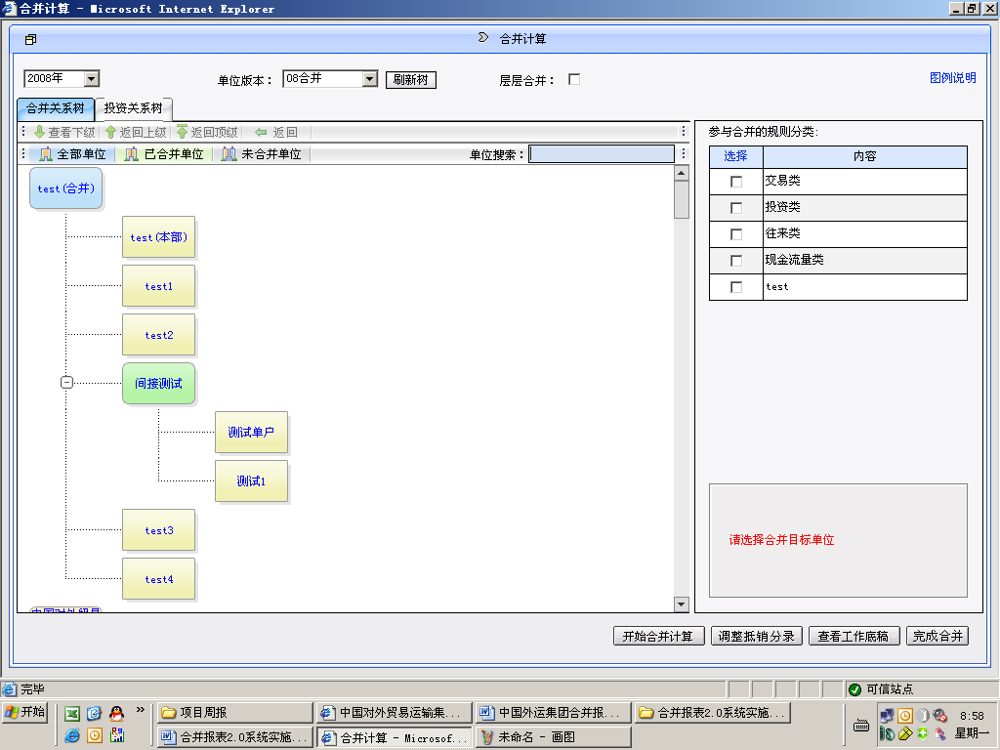 合并计算 - Microsoft Internet Explorer
合并计算
2008年 单位版本： 08合并 刷新树 层层合并： 图例说明
合并关系树 投资关系树
查看下级 返回上级 返回顶级 返回
全部单位 已合并单位 未合并单位 单位搜索：
test(合并)
test(本部)
test1
test2
间接测试
测试单户
测试1
test3
test4
中国对外贸易
参与合并的规则分类:
选择 内容
交易类
投资类
往来类
现金流量类
test
请选择合并目标单位
开始合并计算 调整抵销分录 查看工作底稿 完成合并
完毕 可信站点
开始 » 项目周报 中国对外贸易运输集... 中国外运集团合并报... 合并报表2.0系统实施... 8:58
合并报表2.0系统实施... 合并计算 - Microsof... 未命名 - 画图 星期一